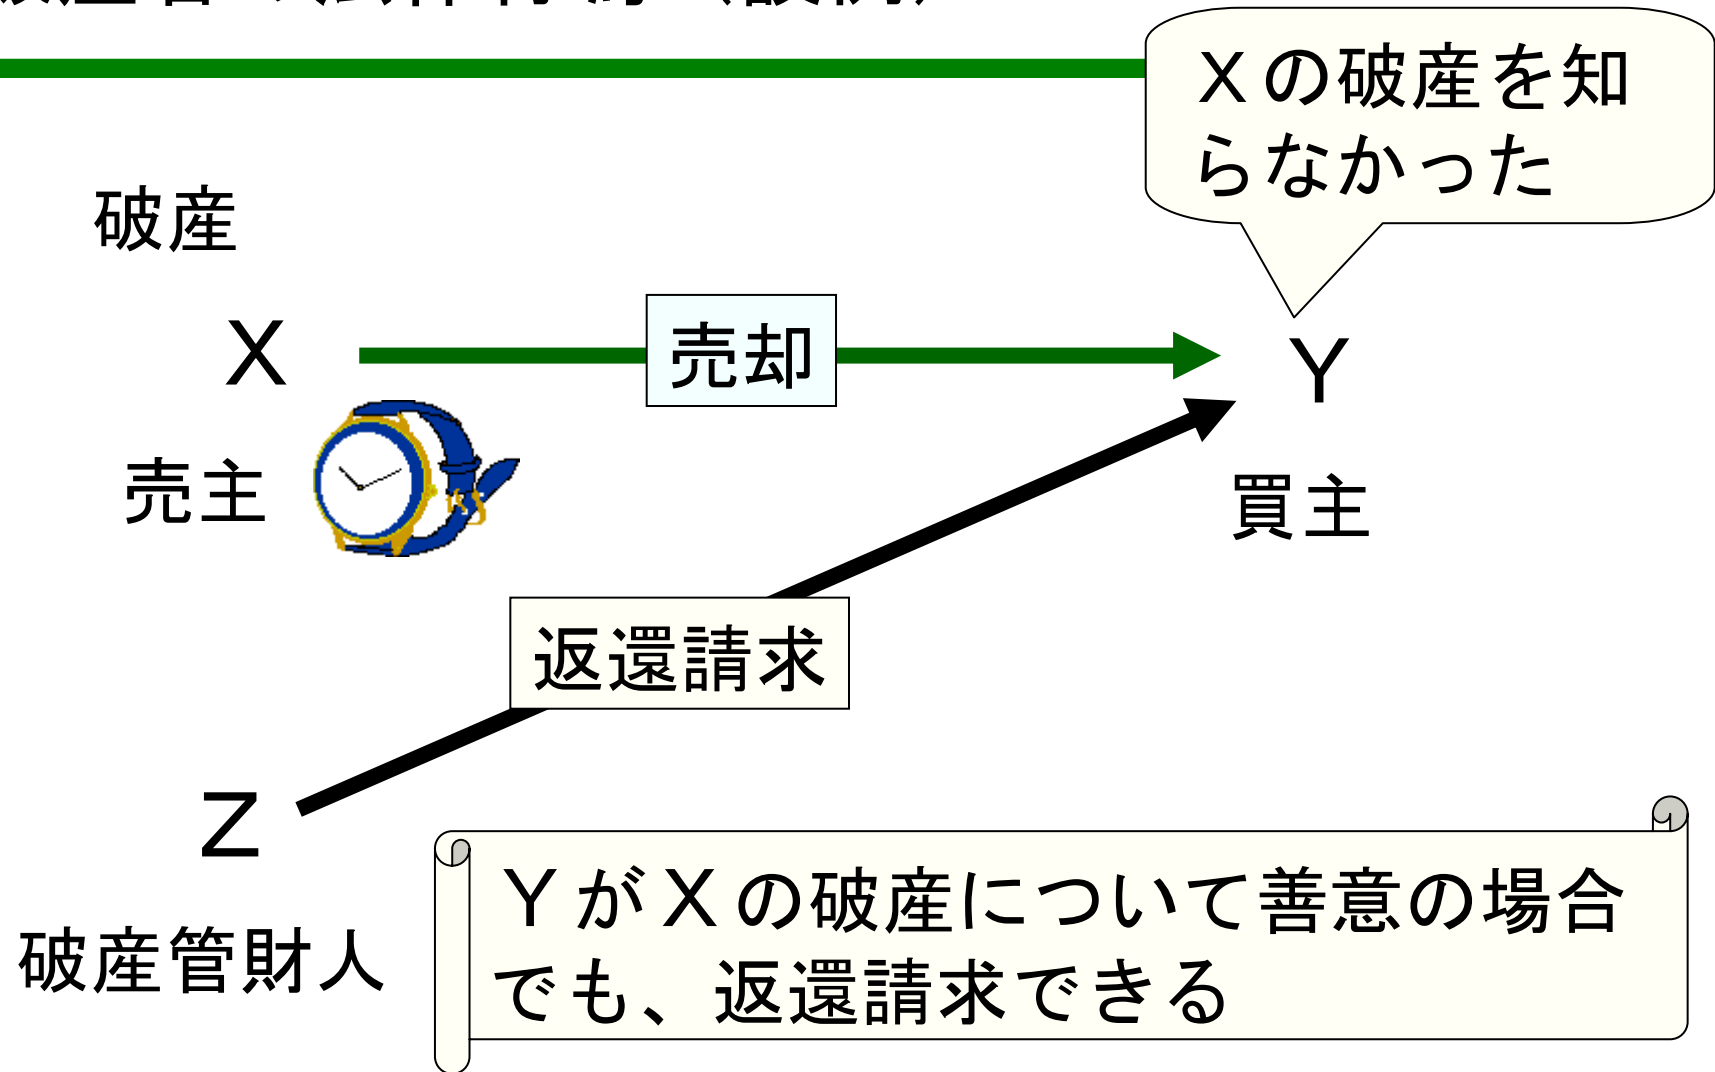 Xの破産を知
らなかった
破産
X
売却
Y
売主
買主
返還請求
Z
破産管財人
YがXの破産について善意の場合
でも、返還請求できる